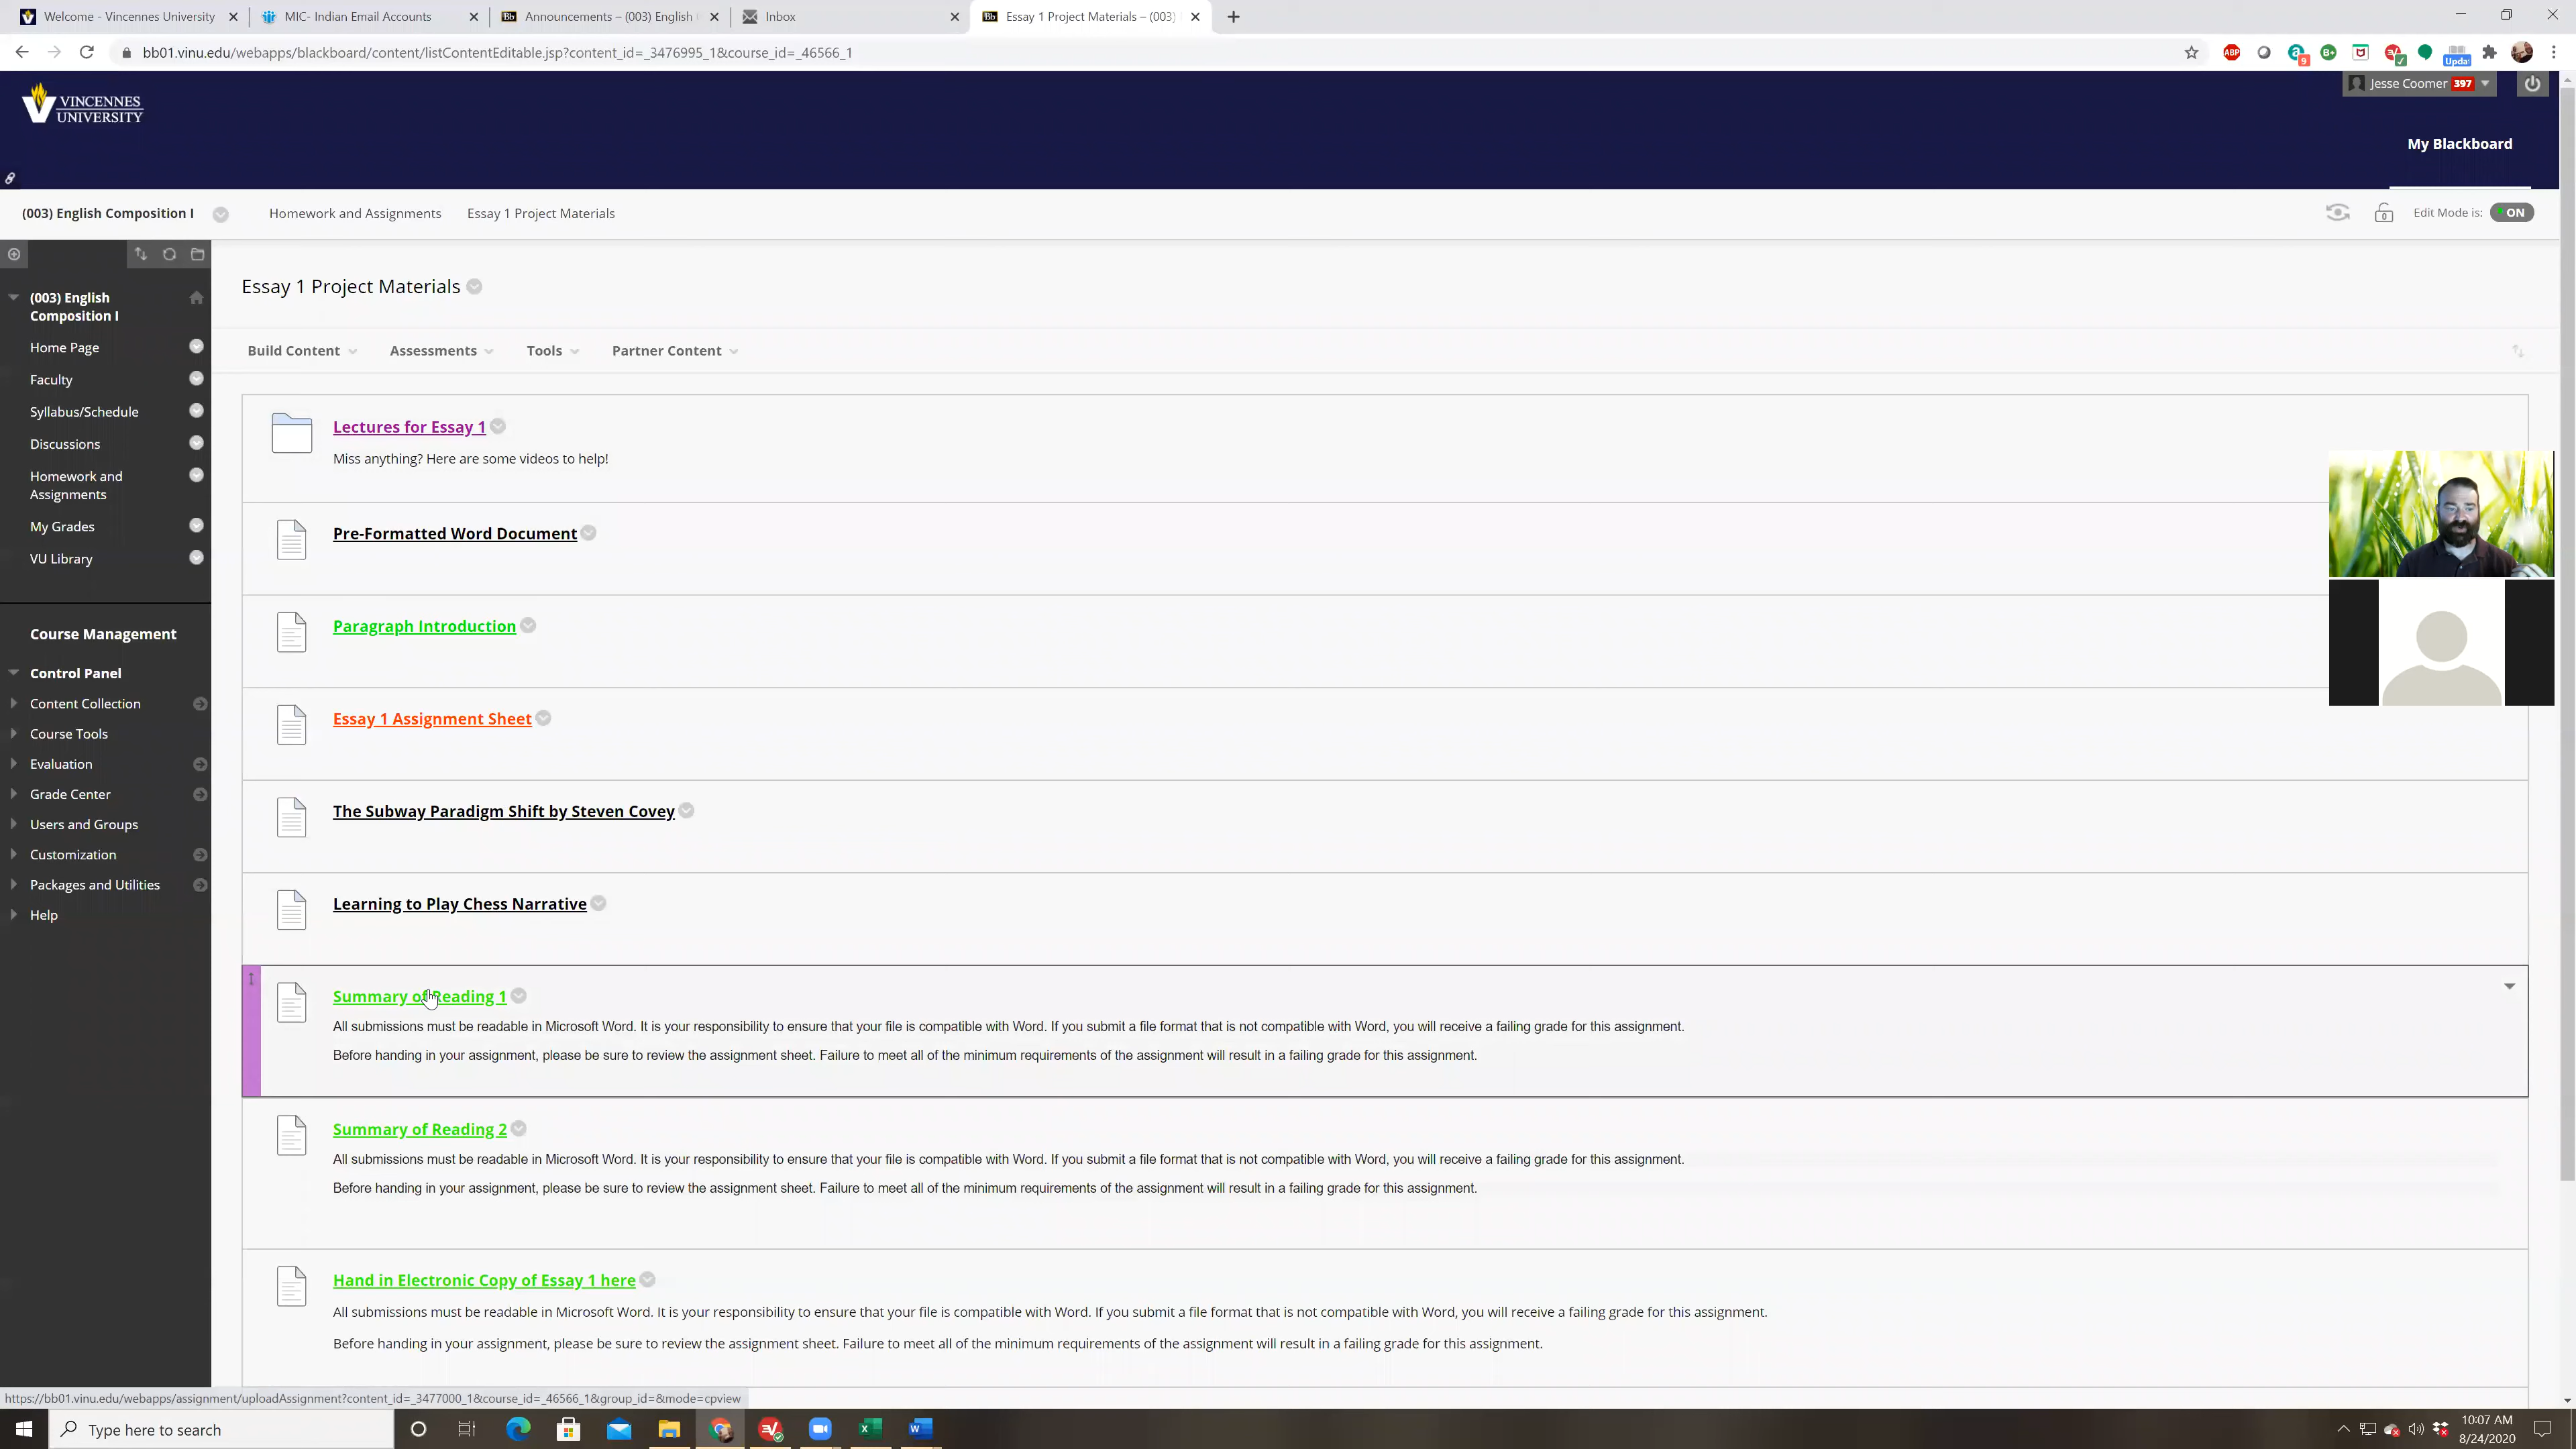 Welcome - Vincennes University
MIC- Indian Email Accounts
Announcements – (003) English
Inbox
Essay 1 Project Materials – (003)
bb01.vinu.edu/webapps/blackboard/content/listContentEditable.jsp?content_id=_3476995_1&course_id=_46566_1
ABP
9
B+
Upda
VINCENNES
UNIVERSITY
Jesse Coomer 397
My Blackboard
(003) English Composition I
Homework and Assignments
Essay 1 Project Materials
Edit Mode is: ON
(003) English
Composition I
Home Page
Faculty
Syllabus/Schedule
Discussions
Homework and
Assignments
My Grades
VU Library
Course Management
Control Panel
Content Collection
Course Tools
Evaluation
Grade Center
Users and Groups
Customization
Packages and Utilities
Help
Essay 1 Project Materials
Build Content
Assessments
Tools
Partner Content
Lectures for Essay 1
Miss anything? Here are some videos to help!
Pre-Formatted Word Document
Paragraph Introduction
Essay 1 Assignment Sheet
The Subway Paradigm Shift by Steven Covey
Learning to Play Chess Narrative
Summary of Reading 1
All submissions must be readable in Microsoft Word. It is your responsibility to ensure that your file is compatible with Word. If you submit a file format that is not compatible with Word, you will receive a failing grade for this assignment.
Before handing in your assignment, please be sure to review the assignment sheet. Failure to meet all of the minimum requirements of the assignment will result in a failing grade for this assignment.
Summary of Reading 2
All submissions must be readable in Microsoft Word. It is your responsibility to ensure that your file is compatible with Word. If you submit a file format that is not compatible with Word, you will receive a failing grade for this assignment.
Before handing in your assignment, please be sure to review the assignment sheet. Failure to meet all of the minimum requirements of the assignment will result in a failing grade for this assignment.
Hand in Electronic Copy of Essay 1 here
All submissions must be readable in Microsoft Word. It is your responsibility to ensure that your file is compatible with Word. If you submit a file format that is not compatible with Word, you will receive a failing grade for this assignment.
Before handing in your assignment, please be sure to review the assignment sheet. Failure to meet all of the minimum requirements of the assignment will result in a failing grade for this assignment.
https://bb01.vinu.edu/webapps/assignment/uploadAssignment?content_id=_3477000_1&course_id=_46566_1&group_id=&mode=cpview
Type here to search
10:07 AM
8/24/2020